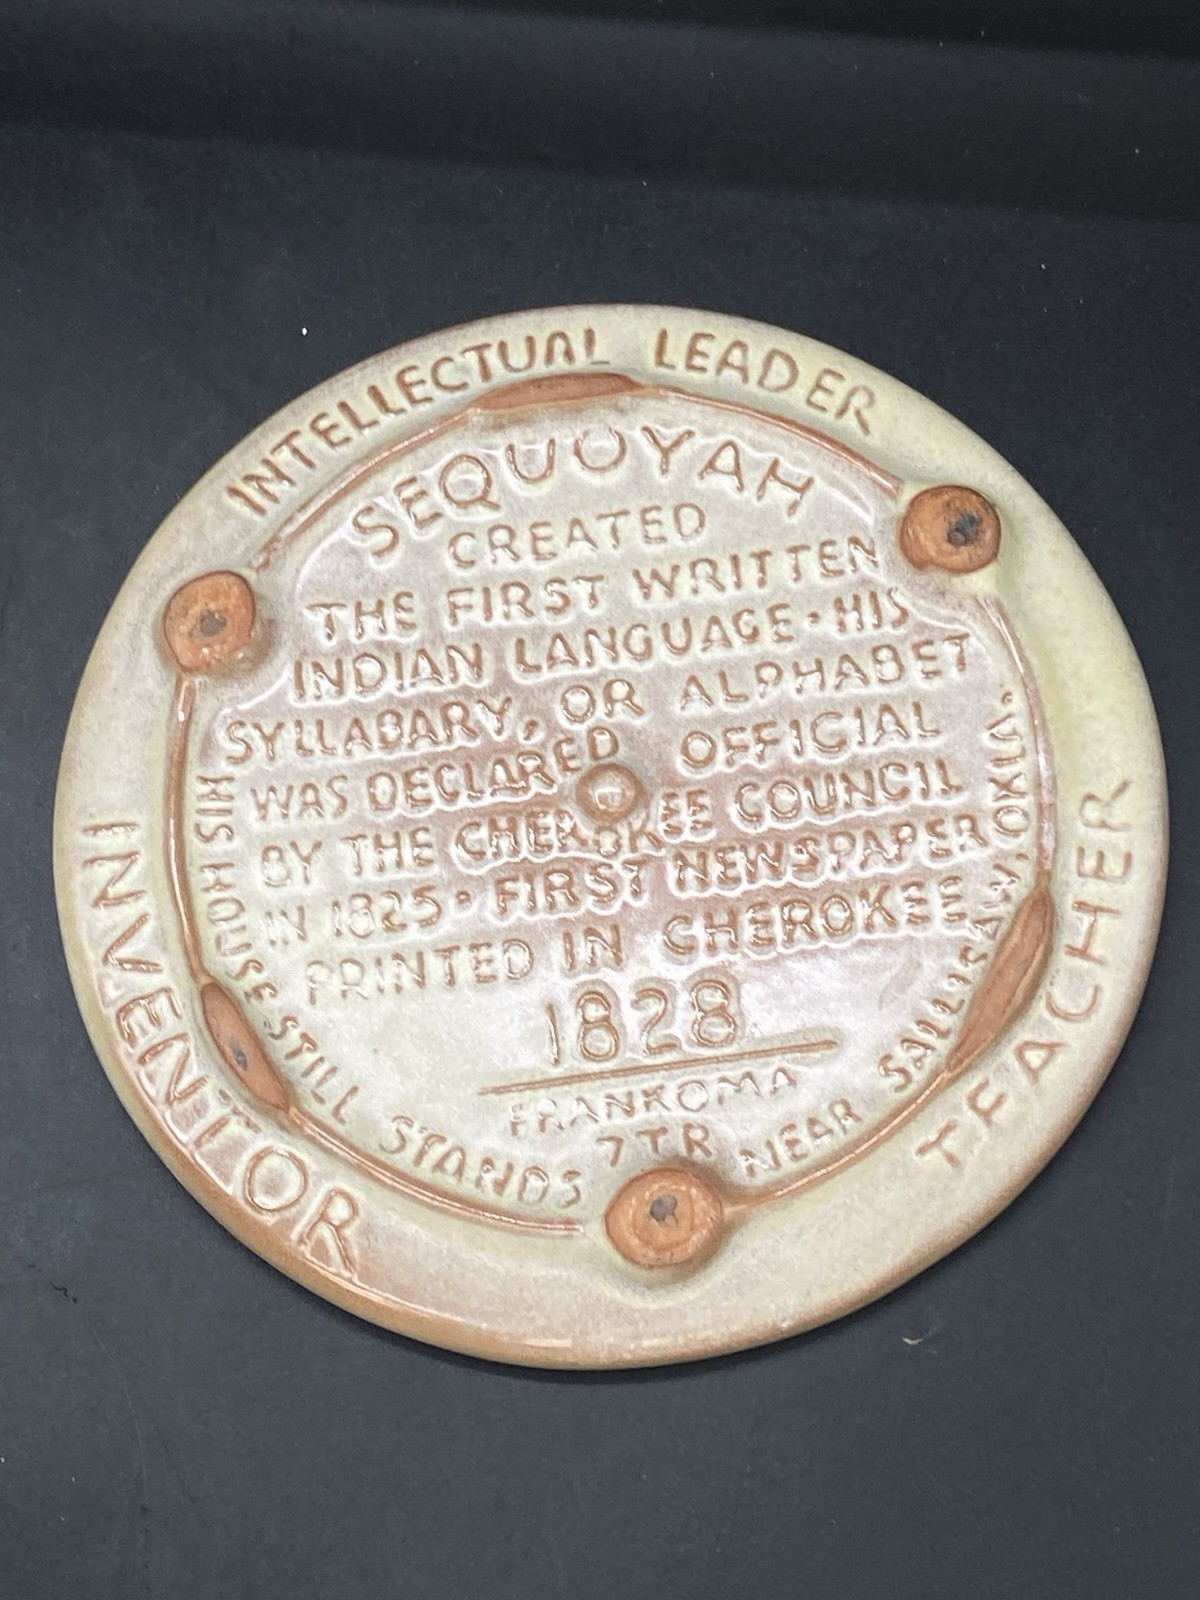 INTELLECTUAL LEADER
SEQUOYAH
CREATED
THE FIRST WRITTEN
INDIAN LANGUAGE • HIS
SYLLABARY, OR ALPHABET
WAS DECLARED OFFICIAL
BY THE CHEROKEE COUNCIL
IN 1825 • FIRST NEWSPAPER
PRINTED IN CHEROKEE
1828
FRANKOMA
7TR
HIS HOUSE STILL STANDS NEAR SALLISAW, OKLA.
INVENTOR
TEACHER